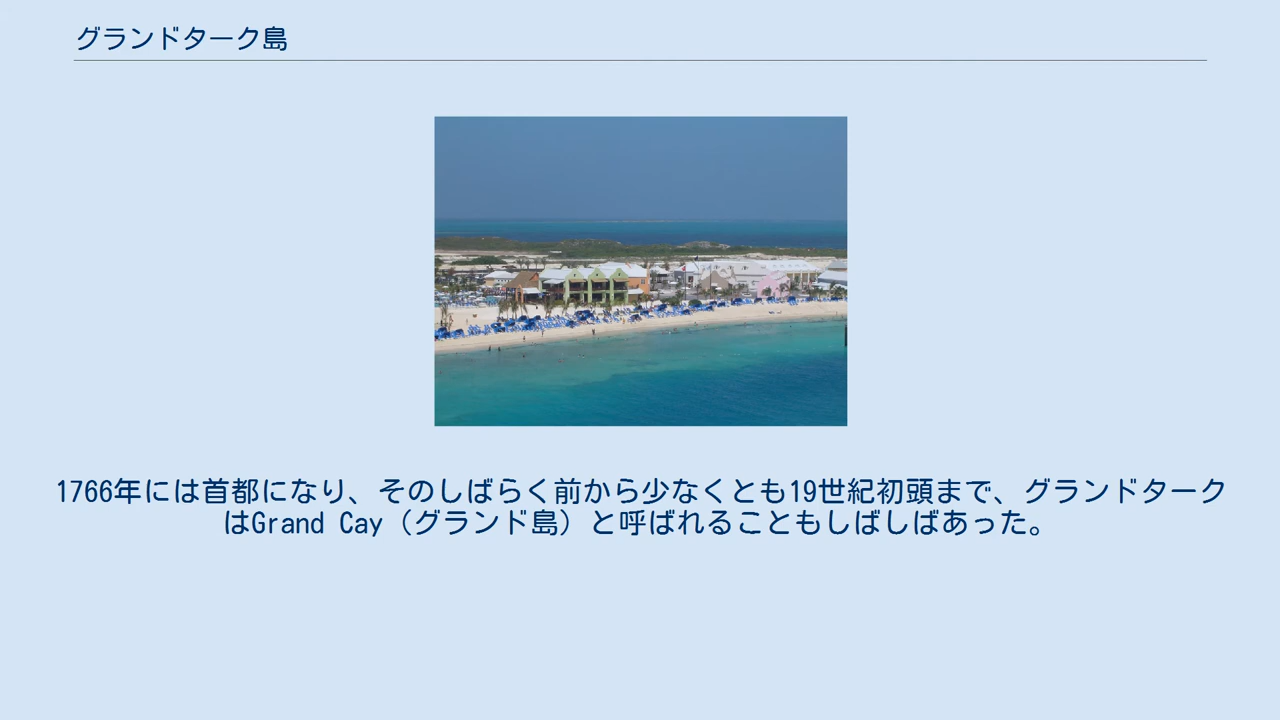 グランドターク島
1766年には首都になり、そのしばらく前から少なくとも19世紀初頭まで、グランドターク
はGrand Cay（グランド島）と呼ばれることもしばしばあった。